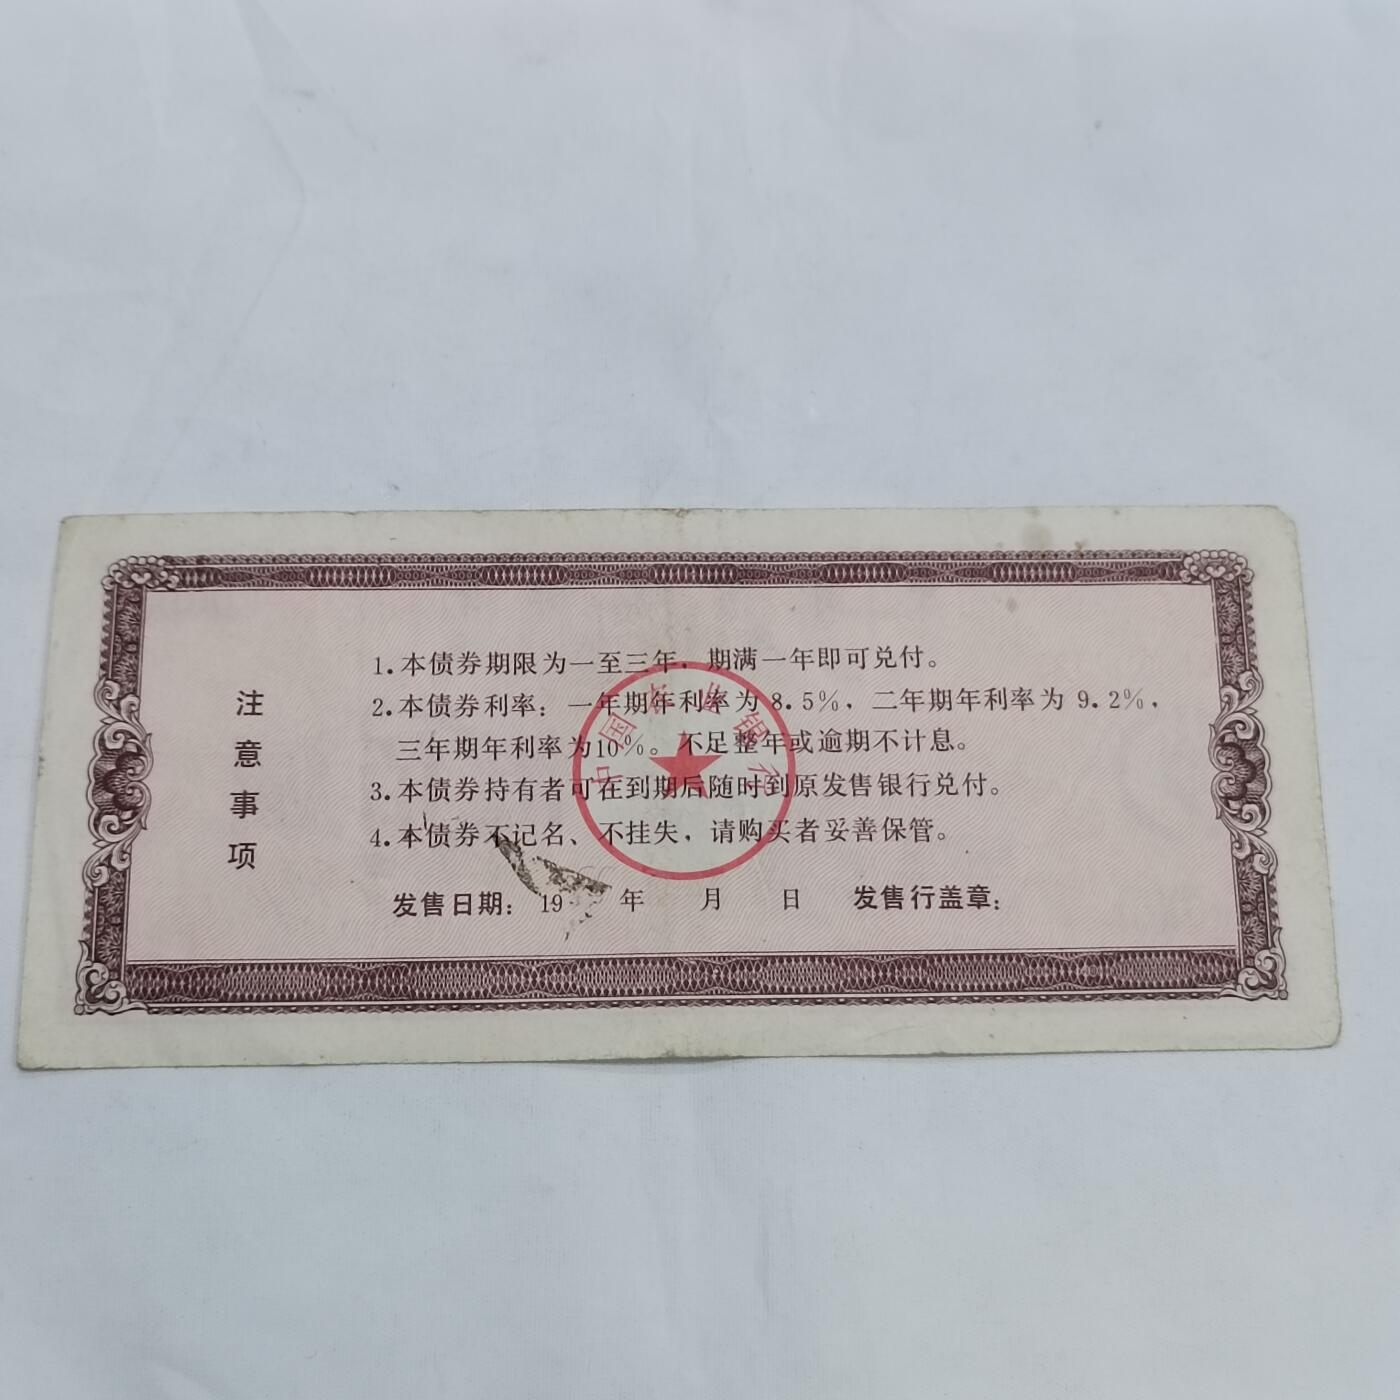 注意事项
1.本债券期限为一至三年，期满一年即可兑付。
2.本债券利率：一年期年利率为8.5%，二年期年利率为9.2%，
三年期年利率为10%。不足整年或逾期不计息。
3.本债券持有者可在到期后随时到原发售银行兑付。
4.本债券不记名、不挂失，请购买者妥善保管。
发售日期：19 年 月 日 发售行盖章：
中国农业银行